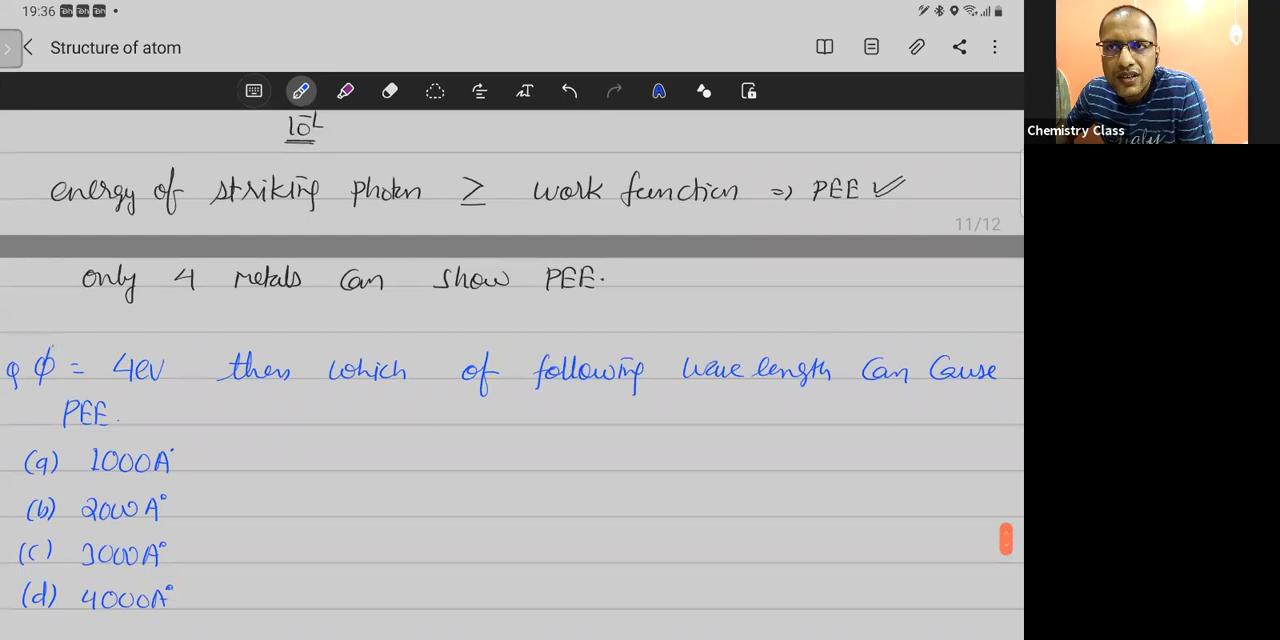 19:36
Structure of atom
Chemistry Class
energy of striking photon ≥ work function => PEE ✓
11/12
only 4 metals can show PEE.
Q φ = 4ev then which of following wave length can cause
PEE.
(a) 1000A°
(b) 2000A°
(c) 3000A°
(d) 4000A°